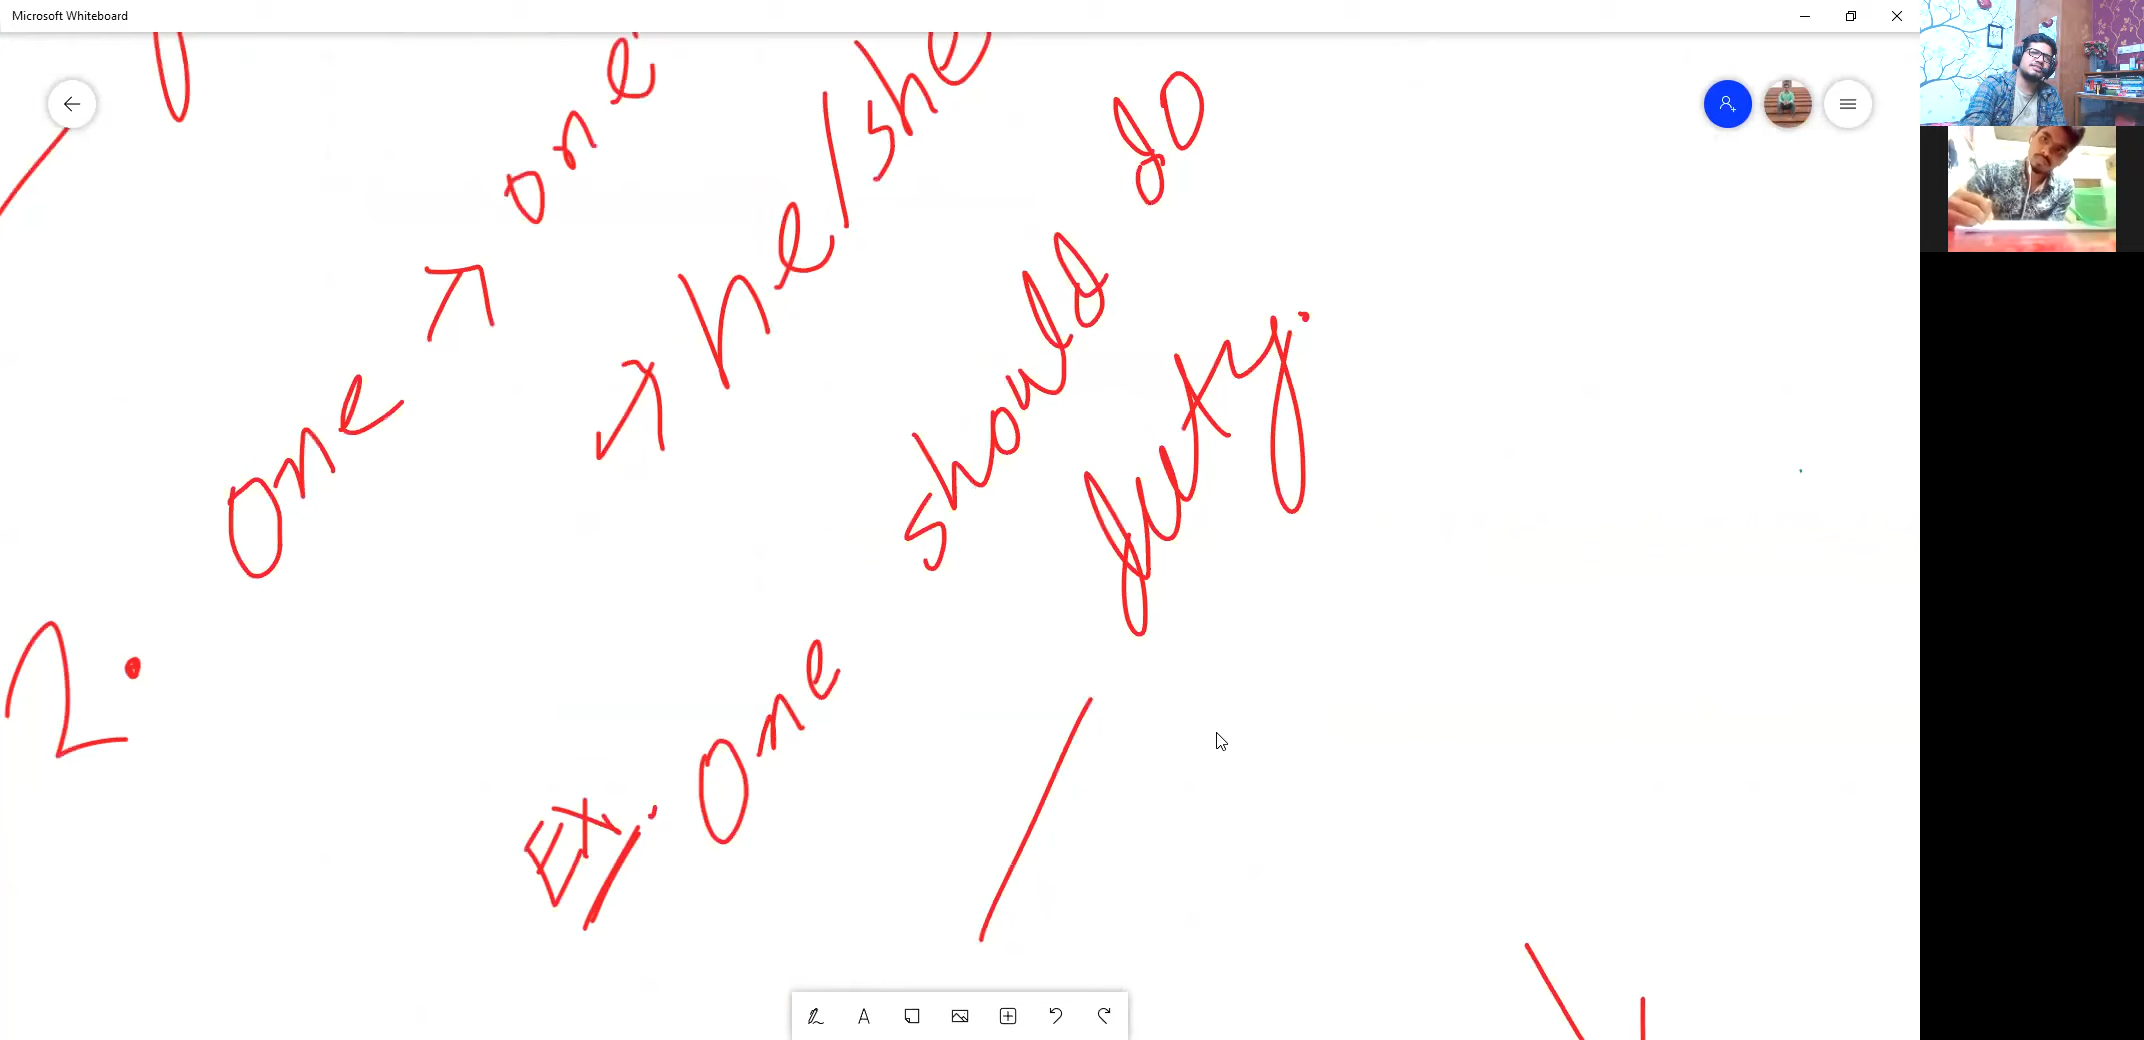 Microsoft Whiteboard
2. one → one
→ he/she
Ex. One should do
duty.